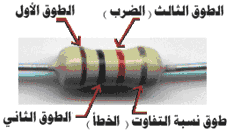 الطوق الثالث ( الضرب )
الطوق الأول
طوق نسبة التفاوت ( الخطأ )
الطوق الثاني